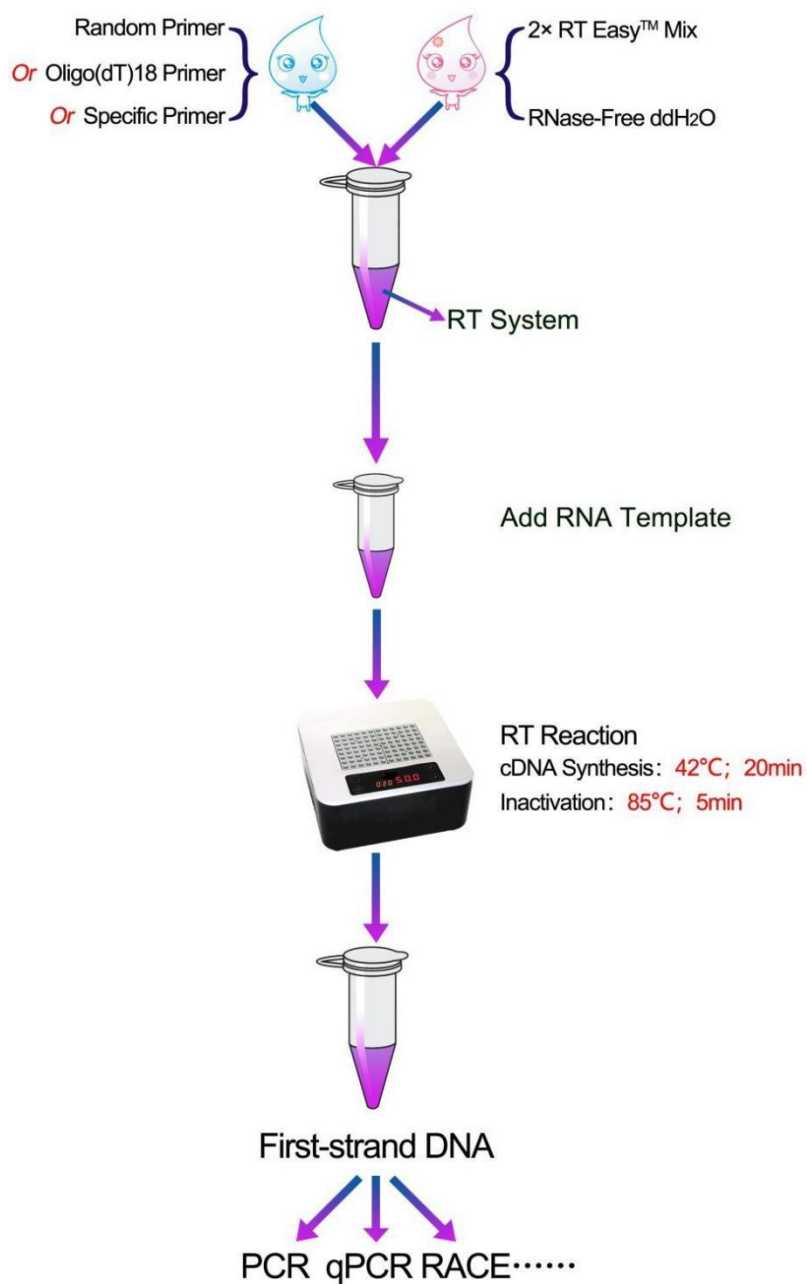 Random Primer
Or Oligo(dT)18 Primer
Or Specific Primer
2× RT Easy™ Mix
RNase-Free ddH2O
RT System
Add RNA Template
RT Reaction
cDNA Synthesis：42℃；20min
Inactivation：85℃；5min
First-strand DNA
PCR qPCR RACE······